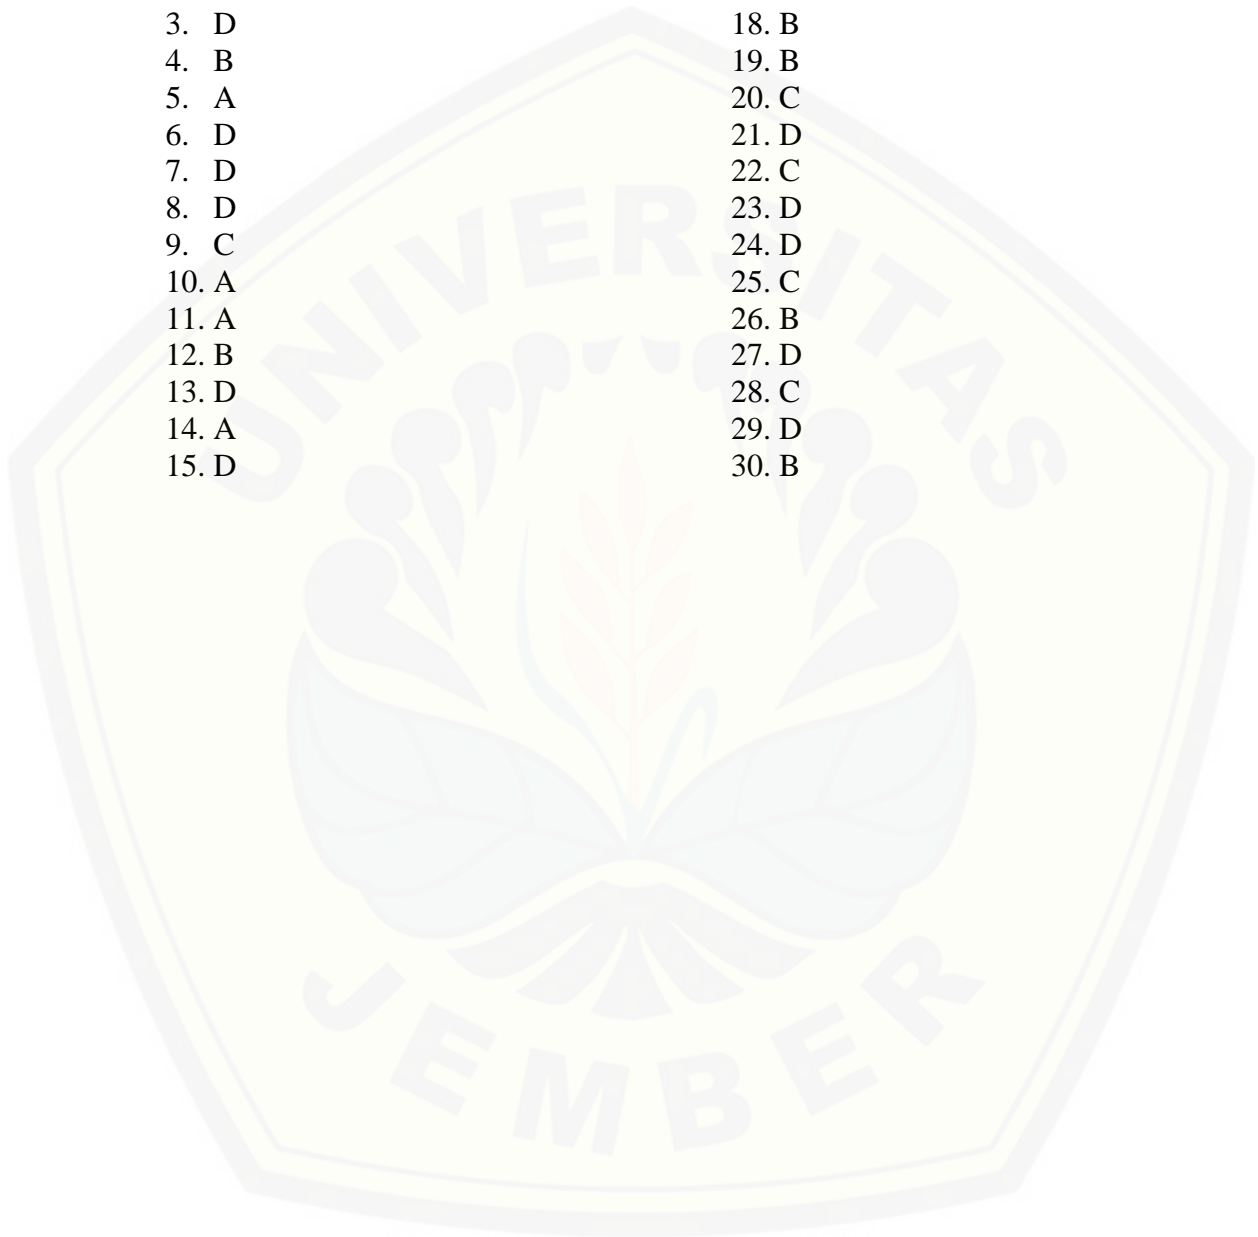 3. D
4. B
5. A
6. D
7. D
8. D
9. C
10. A
11. A
12. B
13. D
14. A
15. D
18. B
19. B
20. C
21. D
22. C
23. D
24. D
25. C
26. B
27. D
28. C
29. D
30. B
UNIVERSITAS
JEMBER